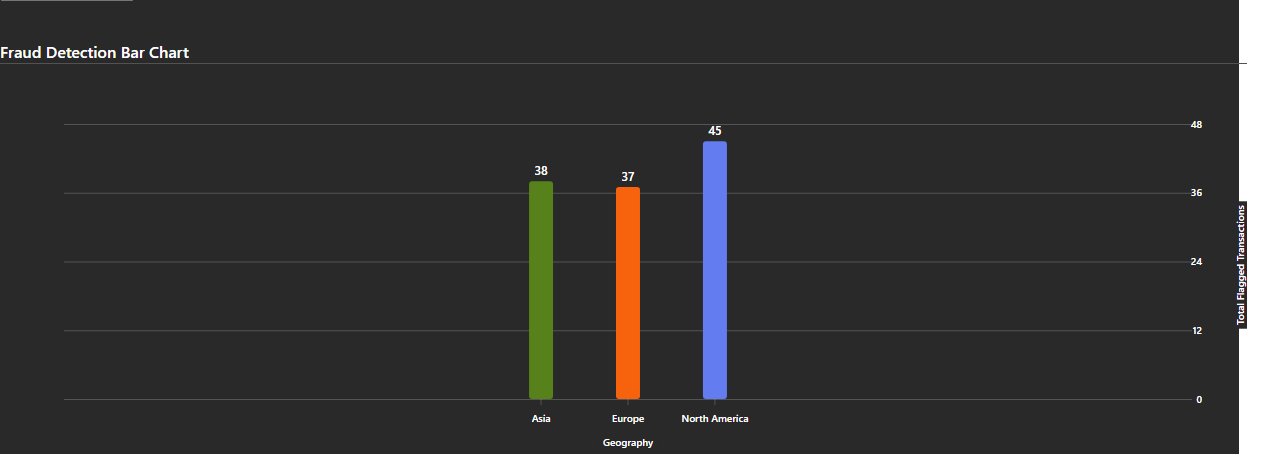 Fraud Detection Bar Chart
48
36
24
12
0
38
37
45
Asia
Europe
North America
Geography
Total Flagged Transactions